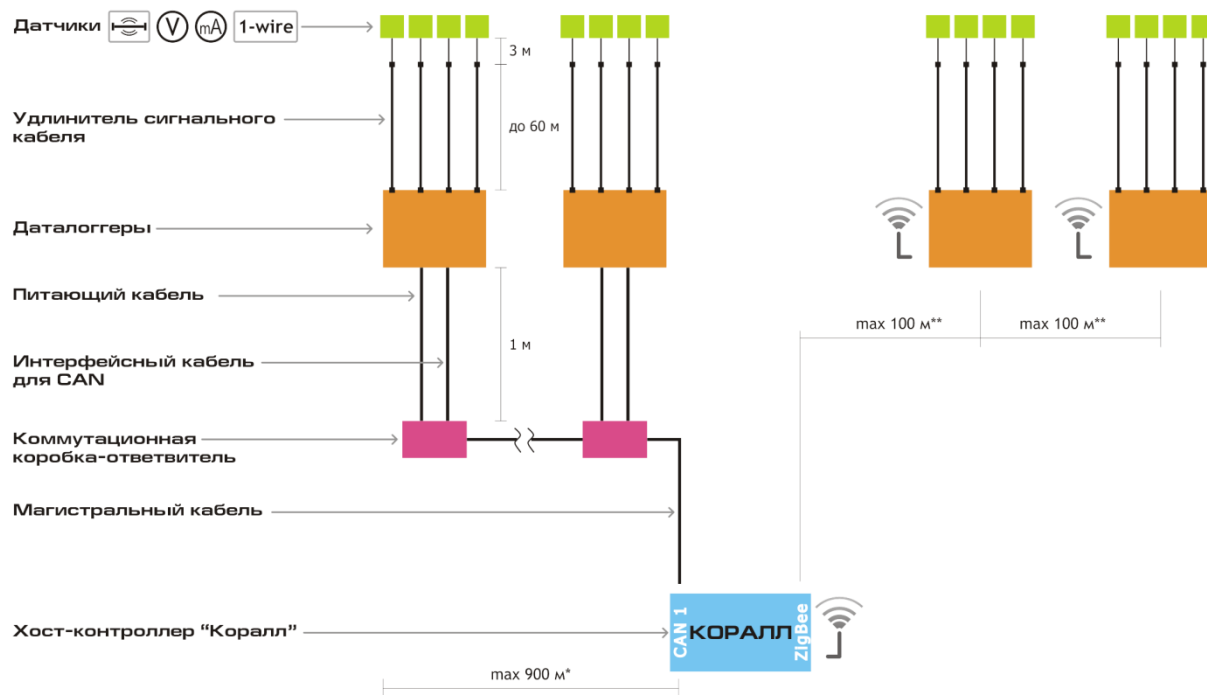 Датчики V mA 1-wire
3 м
Удлинитель сигнального
кабеля
до 60 м
Даталоггеры
Питающий кабель
max 100 м** max 100 м**
1 м
Интерфейсный кабель
для CAN
Коммутационная
коробка-ответвитель
Магистральный кабель
Хост-контроллер “Коралл”
CAN 1
КОРАЛЛ
ZigBee
max 900 м*